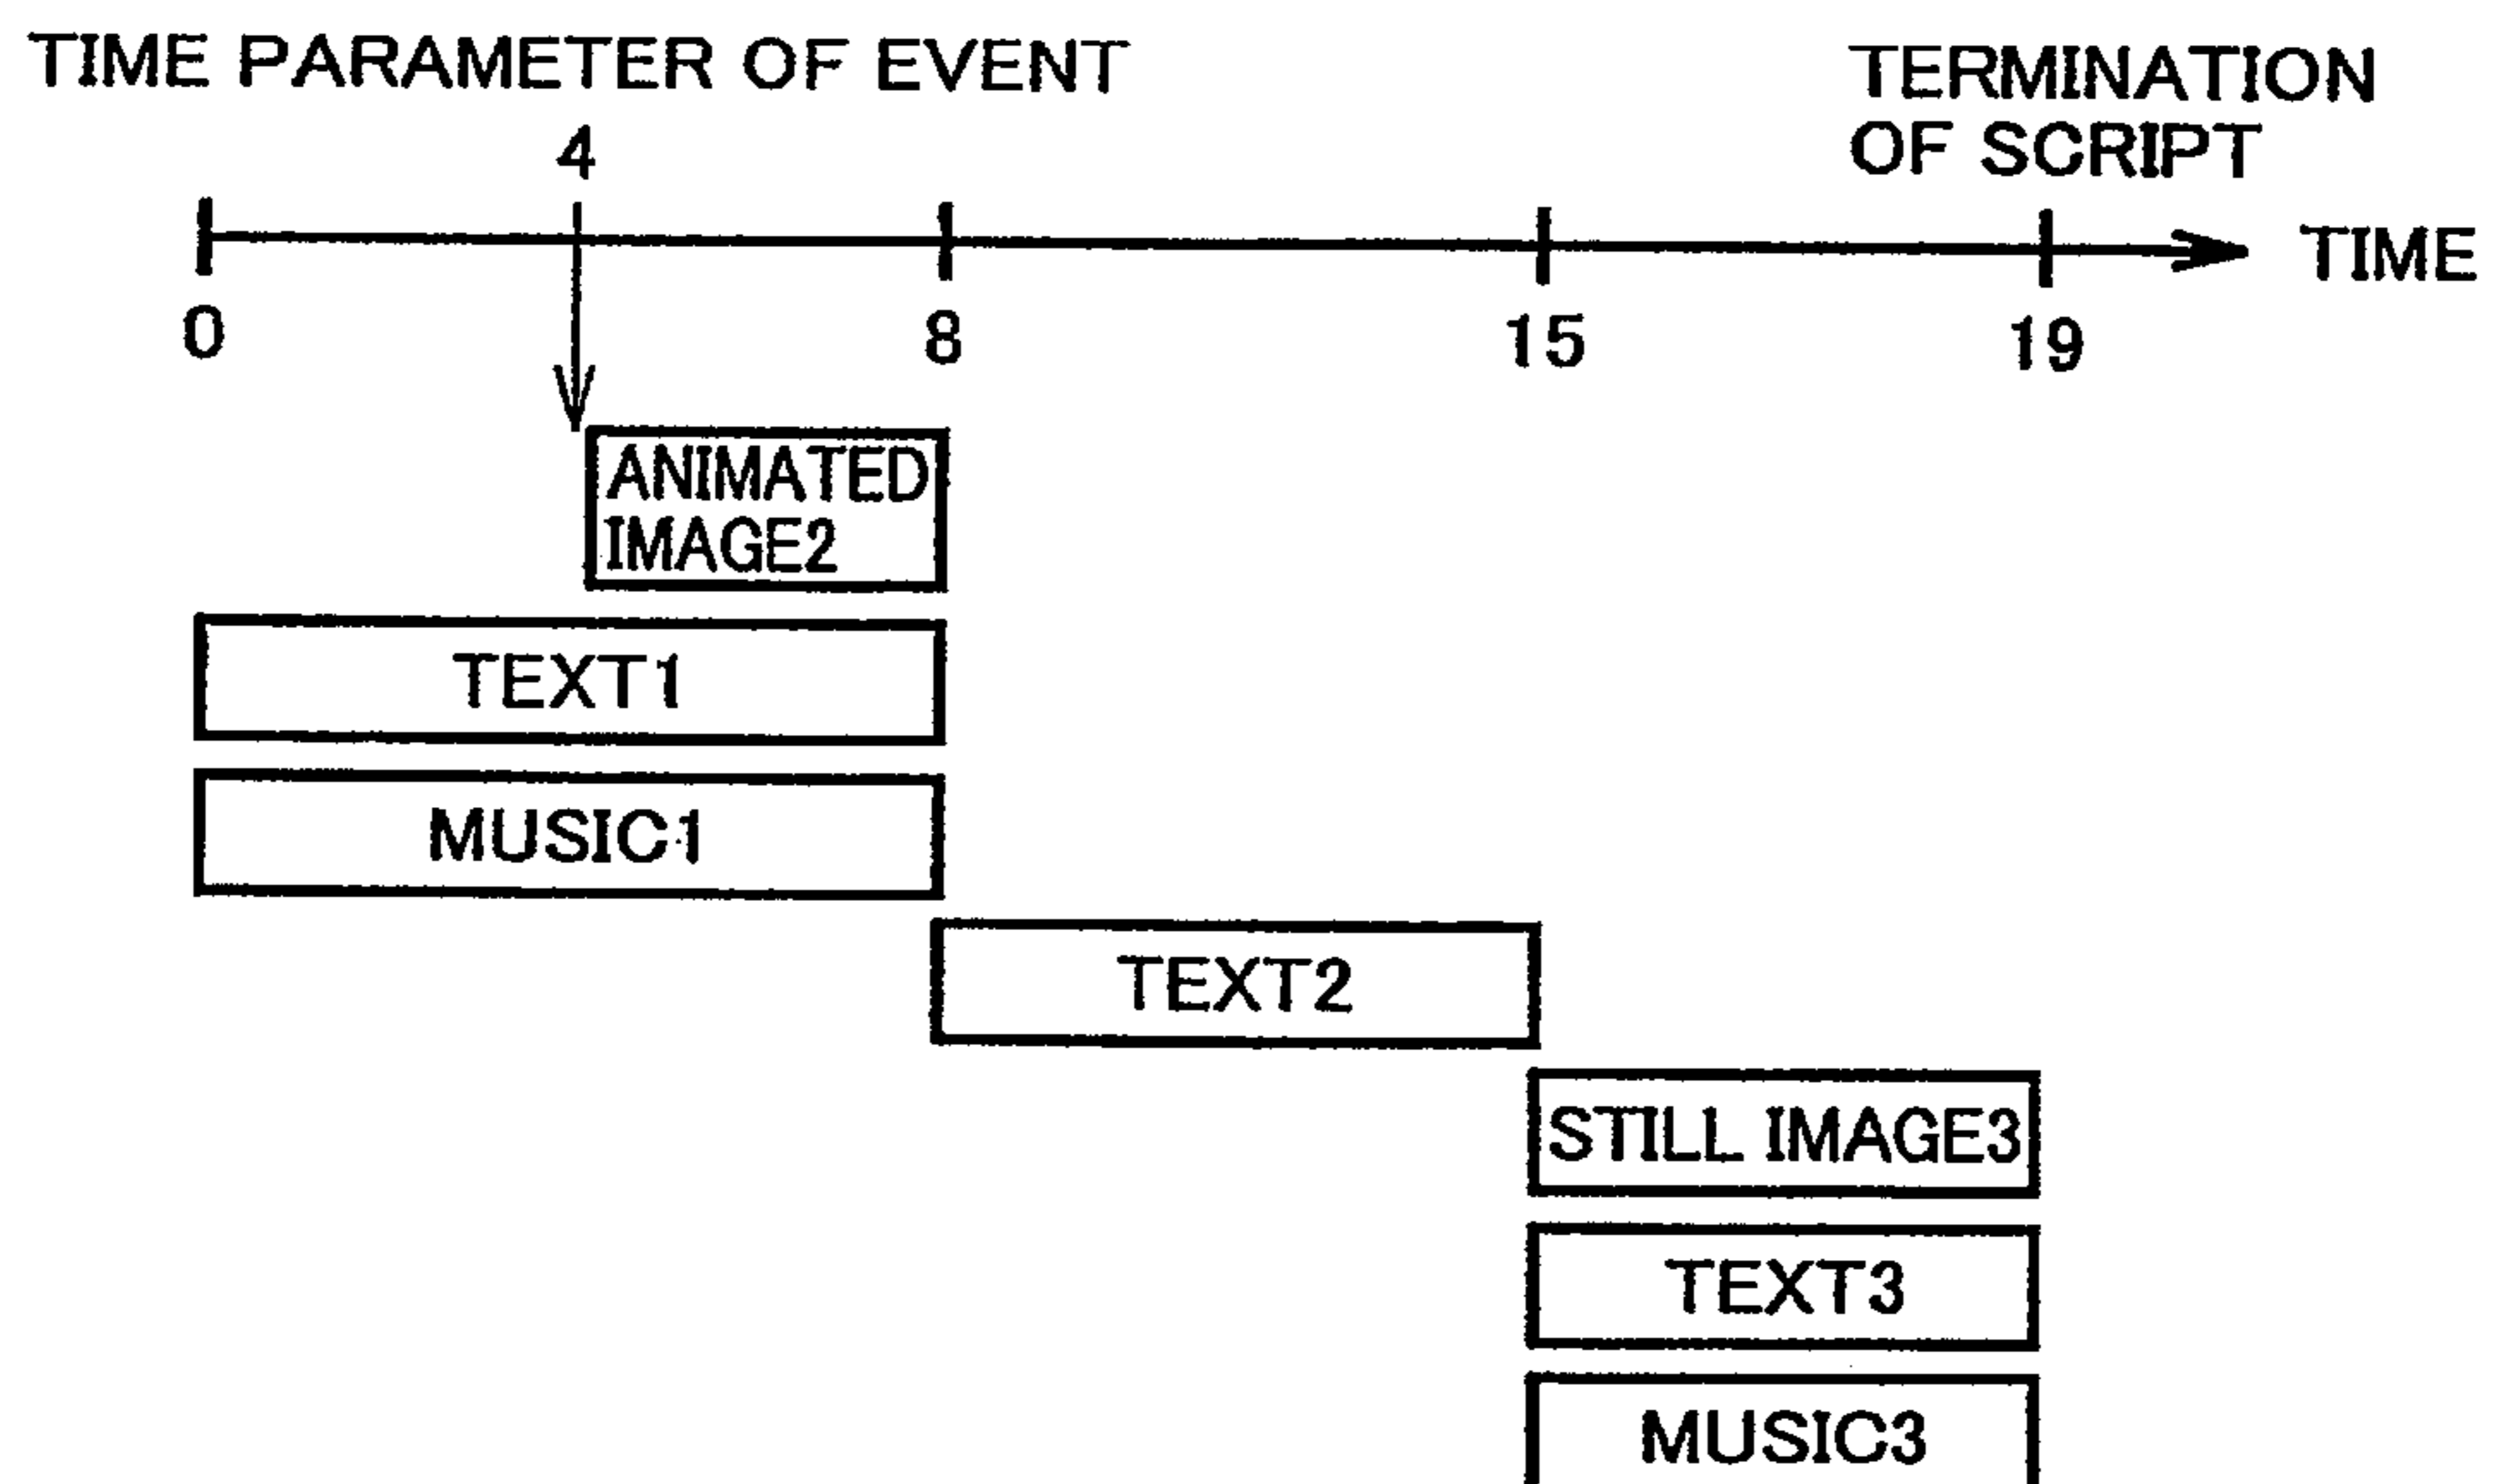 TIME PARAMETER OF EVENT
TERMINATION
OF SCRIPT
4
TIME
0
8
15
19
ANIMATED
IMAGE2
TEXT1
MUSIC1
TEXT2
STILL IMAGE3
TEXT3
MUSIC3